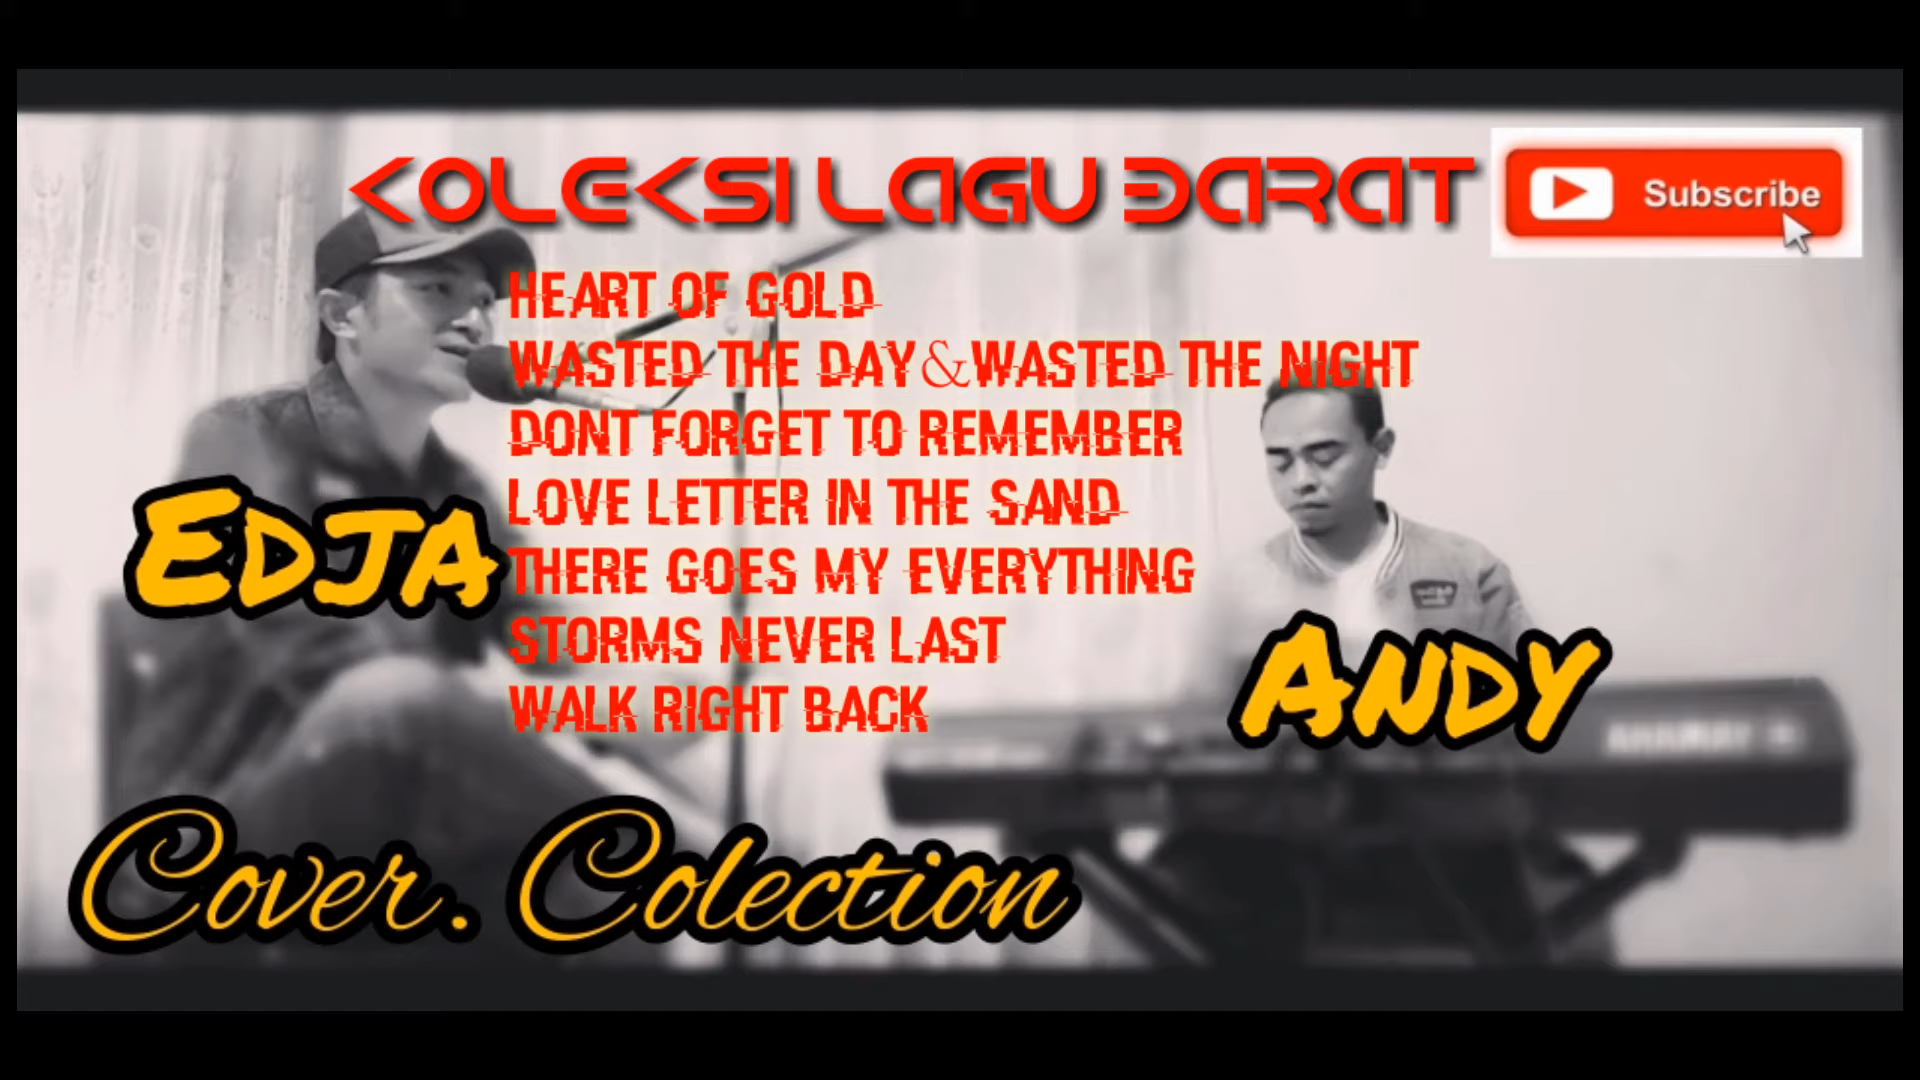 KOLEKSI LAGU BARAT
Subscribe
HEART OF GOLD
WASTED THE DAY&WASTED THE NIGHT
DONT FORGET TO REMEMBER
LOVE LETTER IN THE SAND
THERE GOES MY EVERYTHING
STORMS NEVER LAST
WALK RIGHT BACK
EDJA
ANDY
Cover. Colection